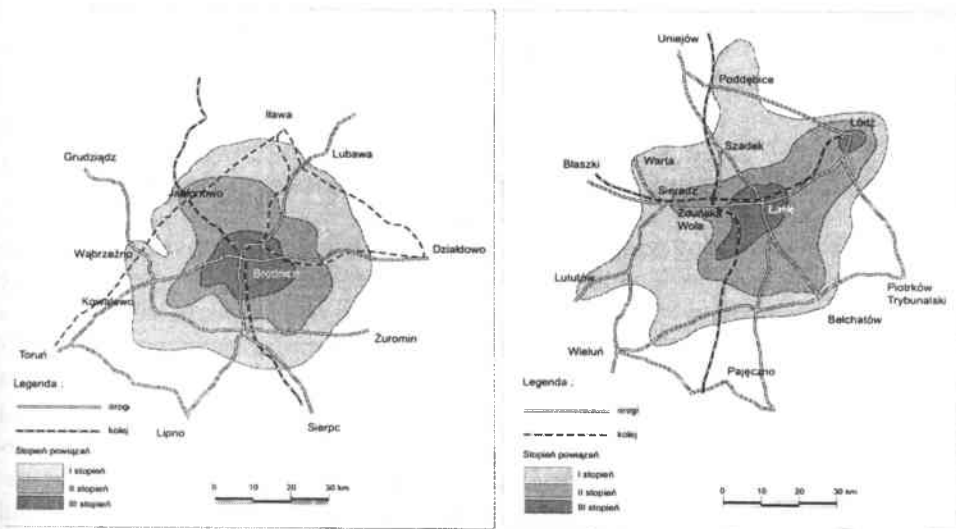 Iława
Grudziądz
Lubawa
Jabłonowo
Wąbrzeźno
Działdowo
Brodnica
Kowalewo
Żuromin
Toruń
Legenda :
drogi
kolej
Lipno
Sierpc
Stopień powiązań
I stopień
II stopień
III stopień
0 10 20 30 km
Uniejów
Poddębice
Łódź
Szadek
Błaszki
Warta
Sieradz
Łask
Zduńska
Wola
Lututów
Piotrków
Trybunalski
Bełchatów
Wieluń
Pajęczno
Legenda :
drogi
kolej
Stopień powiązań
I stopień
II stopień
III stopień
0 10 20 30 km